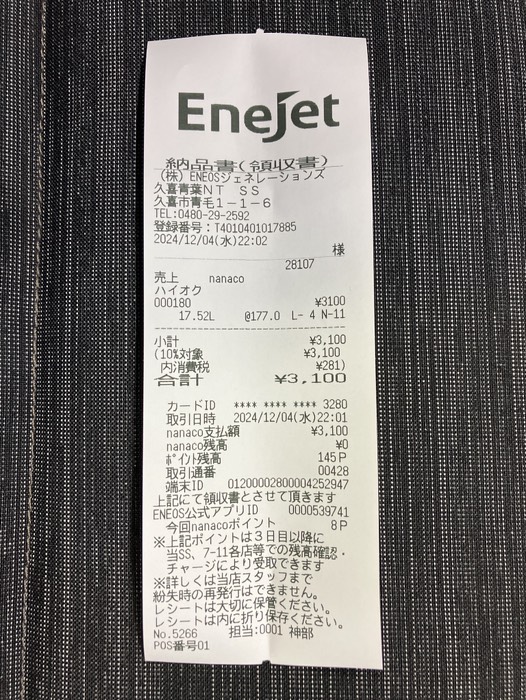 EneJet
納品書(領収書)
(株) ENEOSジェネレーションズ
久喜青葉NT SS
久喜市青毛1-1-6
TEL:0480-29-2592
登録番号:T4010401017885
2024/12/04(水)22:02
様
28107
売上 nanaco
ハイオク
000180 ¥3100
17.52L @177.0 L- 4 N-11
小計 ¥3,100
(10%対象 ¥3,100
内消費税 ¥281)
合計 ¥3,100
カードID **** **** **** 3280
取引日時 2024/12/04(水)22:01
nanaco支払額 ¥3,100
nanaco残高 ¥0
ポイント残高 145P
取引通番 00428
端末ID 01200002800004252947
上記にて領収書とさせて頂きます
ENEOS公式アプリID 0000539741
今回nanacoポイント 8P
※上記ポイントは3日目以降に
当SS、7-11各店等での残高確認・
チャージにより受取できます
※詳しくは当店スタッフまで
紛失時の再発行はできません。
レシートは大切に保管ください。
レシートは内に折り保存ください。
No.5266 担当:0001 神部
POS番号01